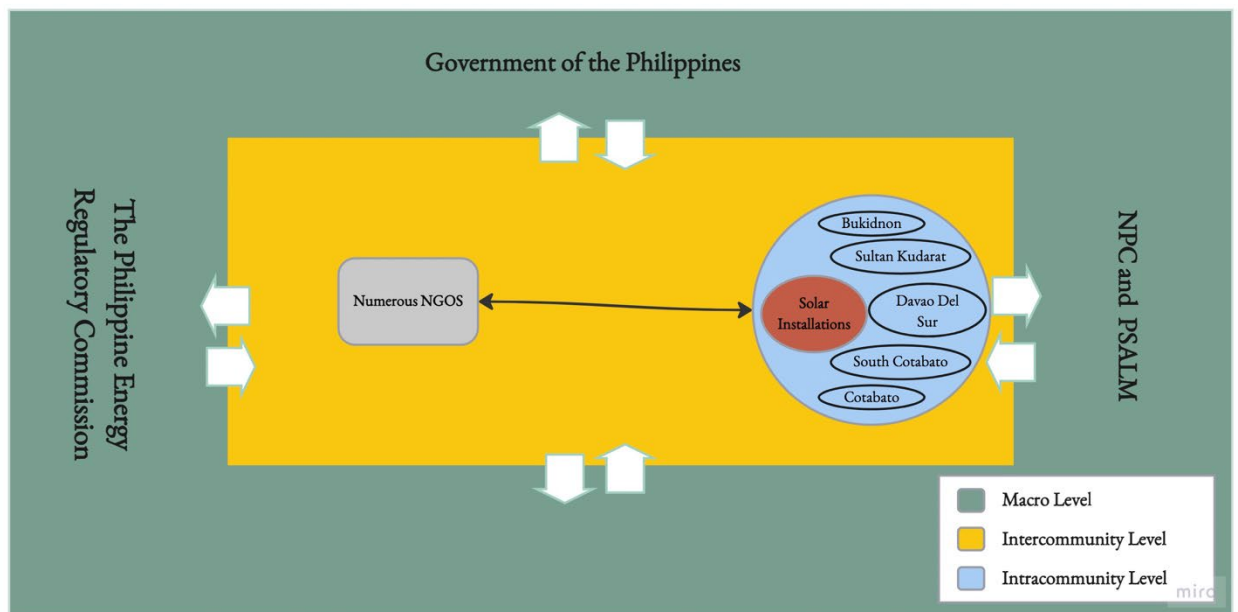 Government of the Philippines
The Philippine Energy
Regulatory Commission
Numerous NGOS
Bukidnon
Sultan Kudarat
Solar
Installations
Davao Del
Sur
South Cotabato
Cotabato
NPC and PSALM
Macro Level
Intercommunity Level
Intracommunity Level
miro